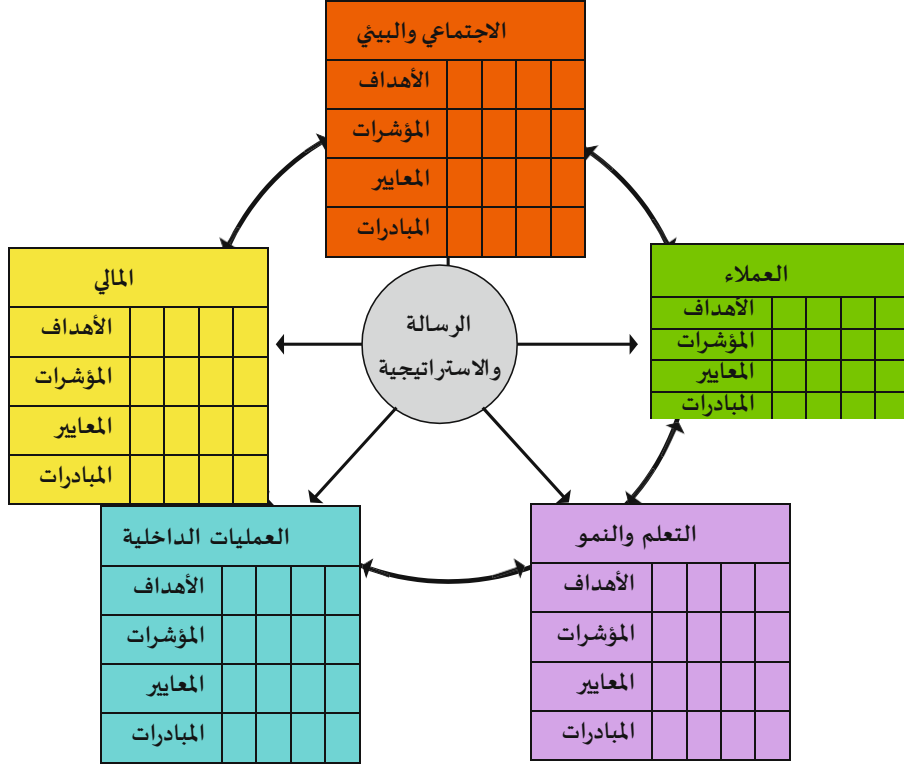 الاجتماعي والبيئي
الأهداف
المؤشرات
المعايير
المبادرات
العملاء
الأهداف
المؤشرات
المعايير
المبادرات
المالي
الأهداف
المؤشرات
المعايير
المبادرات
الرسالة
والاستراتيجية
التعلم والنمو
الأهداف
المؤشرات
المعايير
المبادرات
العمليات الداخلية
الأهداف
المؤشرات
المعايير
المبادرات